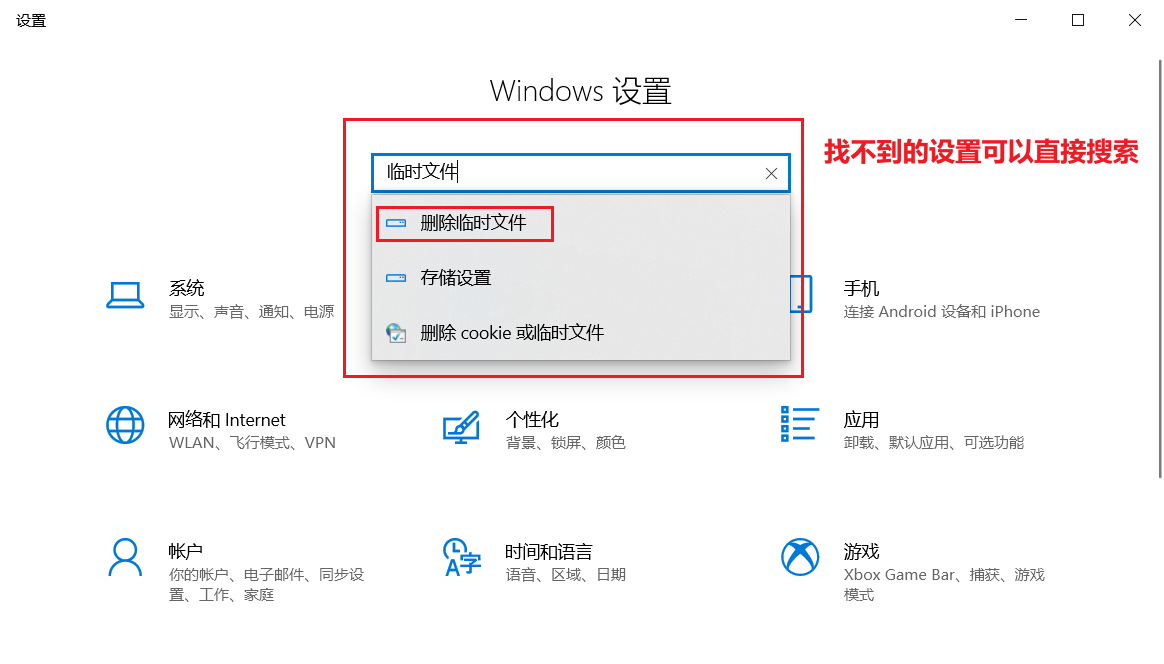 设置
Windows 设置
找不到的设置可以直接搜索
临时文件
删除临时文件
存储设置
删除 cookie 或临时文件
系统
显示、声音、通知、电源
手机
连接 Android 设备和 iPhone
网络和 Internet
WLAN、飞行模式、VPN
个性化
背景、锁屏、颜色
应用
卸载、默认应用、可选功能
帐户
你的帐户、电子邮件、同步设
置、工作、家庭
时间和语言
语音、区域、日期
游戏
Xbox Game Bar、捕获、游戏
模式